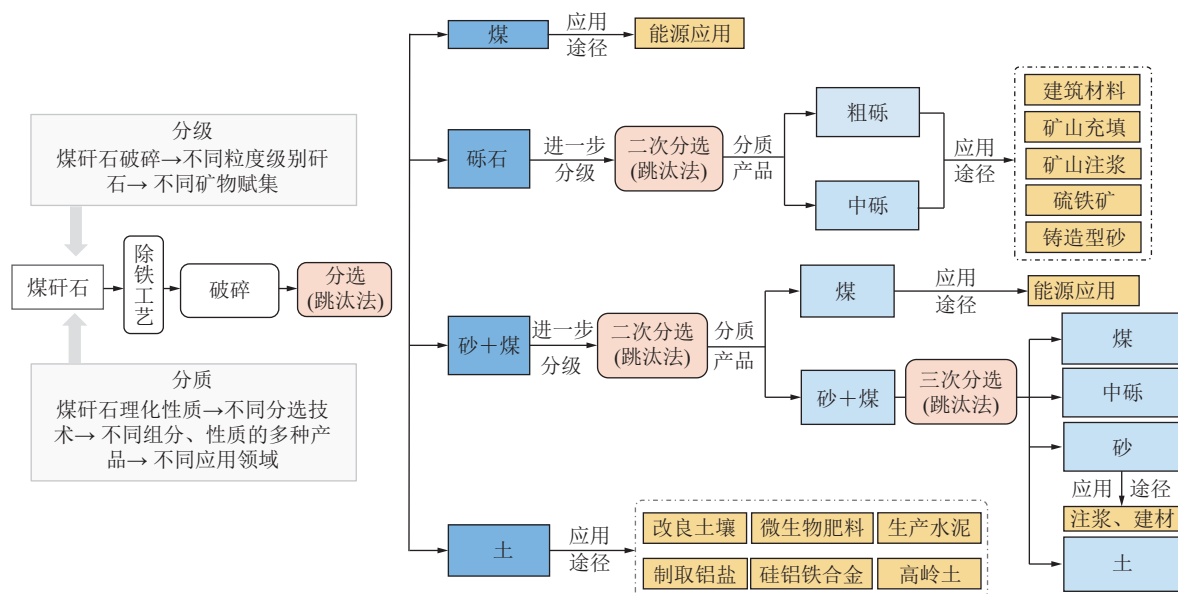 分级
煤矸石破碎→不同粒度级别矸
石→ 不同矿物赋集
煤矸石
除铁工艺
破碎
分选
(跳汰法)
分质
煤矸石理化性质→不同分选技
术→ 不同组分、性质的多种产
品→ 不同应用领域
煤
应用
途径
能源应用
砾石
进一步
分级
二次分选
(跳汰法)
分质
产品
粗砾
中砾
应用
途径
建筑材料
矿山充填
矿山注浆
硫铁矿
铸造型砂
砂＋煤
进一步
分级
二次分选
(跳汰法)
分质
产品
煤
应用
途径
能源应用
砂＋煤
三次分选
(跳汰法)
煤
中砾
砂
应用 途径
注浆、建材
土
土
应用
途径
改良土壤 微生物肥料 生产水泥
制取铝盐 硅铝铁合金 高岭土